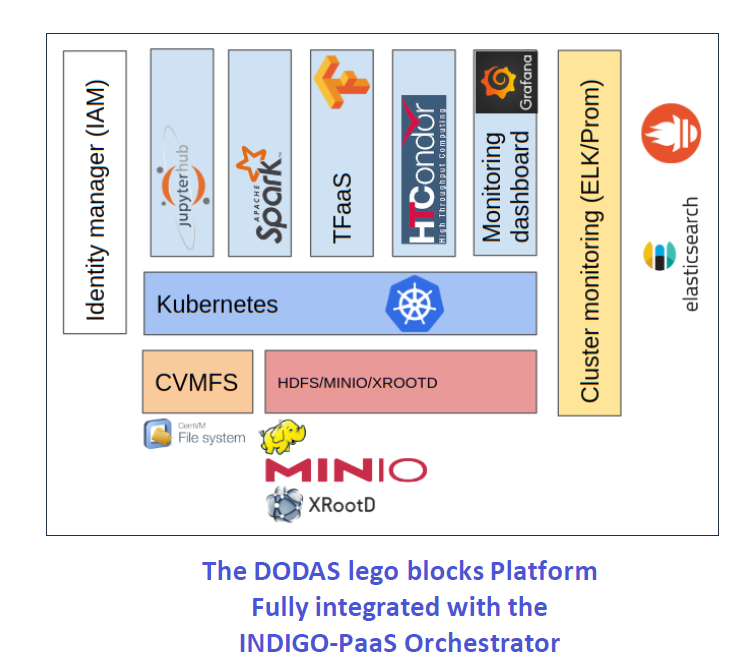 Identity manager (IAM)
jupyterhub
APACHE
Spark
TFaaS
HTCondor
High Throughput Computing
Grafana
Monitoring
dashboard
Cluster monitoring (ELK/Prom)
elasticsearch
Kubernetes
CVMFS
HDFS/MINIO/XROOTD
CernVM
File system
MINIO
XRootD
The DODAS lego blocks Platform
Fully integrated with the
INDIGO-PaaS Orchestrator